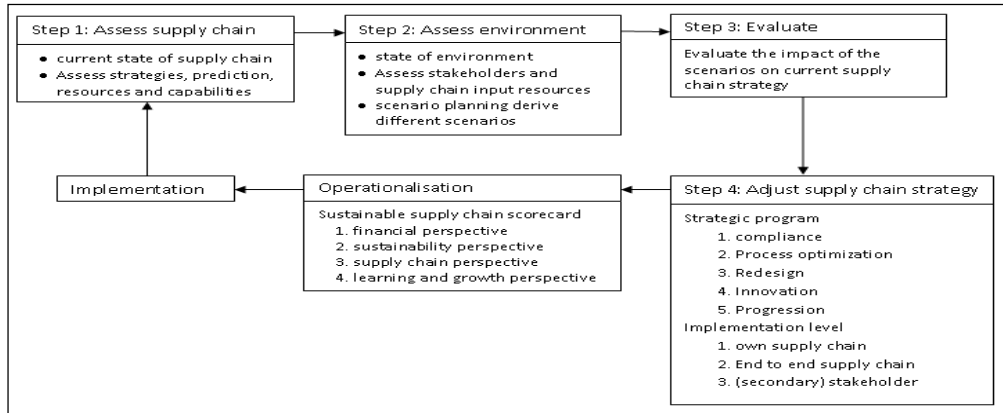 Step 1: Assess supply chain
● current state of supply chain
● Assess strategies, prediction,
resources and capabilities
Step 2: Assess environment
● state of environment
● Assess stakeholders and
supply chain input resources
● scenario planning derive
different scenarios
Step 3: Evaluate
Evaluate the impact of the
scenarios on current supply
chain strategy
Step 4: Adjust supply chain strategy
Strategic program
1. compliance
2. Process optimization
3. Redesign
4. Innovation
5. Progression
Implementation level
1. own supply chain
2. End to end supply chain
3. (secondary) stakeholder
Operationalisation
Sustainable supply chain scorecard
1. financial perspective
2. sustainability perspective
3. supply chain perspective
4. learning and growth perspective
Implementation